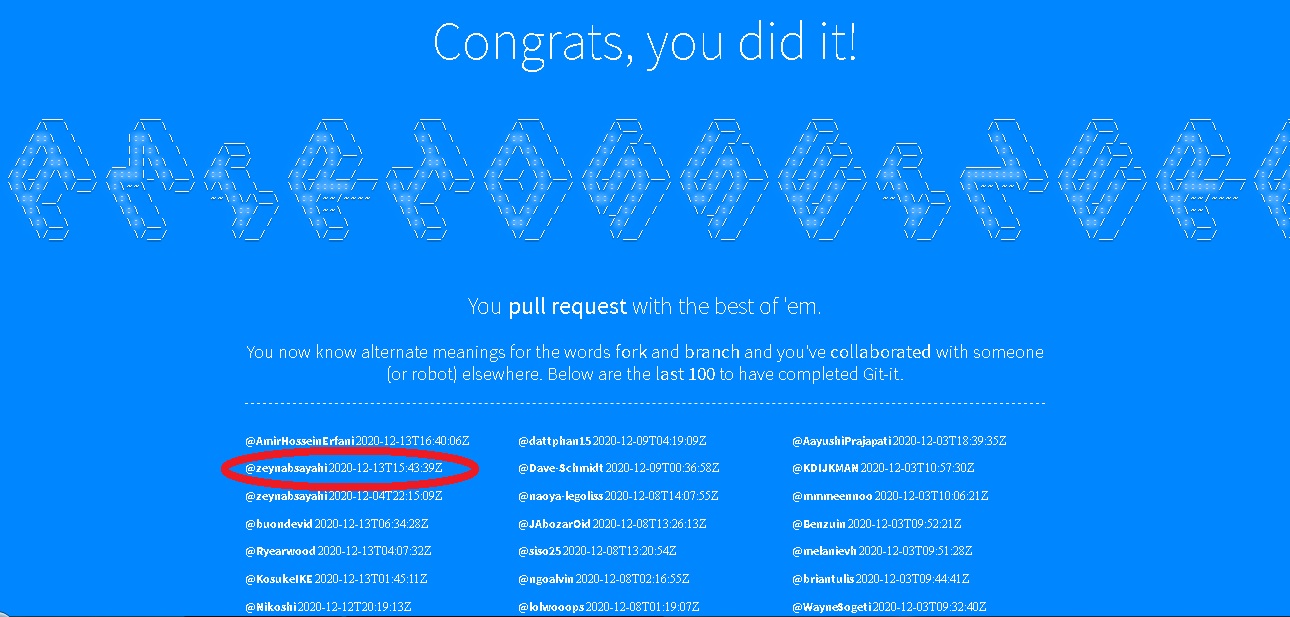 Congrats, you did it!
You pull request with the best of 'em.
You now know alternate meanings for the words fork and branch and you've collaborated with someone
(or robot) elsewhere. Below are the last 100 to have completed Git-it.
@AmirHosseinErfani 2020-12-13T16:40:06Z
@zeynabsayahi 2020-12-13T15:43:39Z
@zeynabsayahi 2020-12-04T22:15:09Z
@buondevid 2020-12-13T06:34:28Z
@Ryearwood 2020-12-13T04:07:32Z
@KosukeIKE 2020-12-13T01:45:11Z
@Nikoshi 2020-12-12T20:19:13Z
@dattphan15 2020-12-09T04:19:09Z
@Dave-Schmidt 2020-12-09T00:36:58Z
@naoya-legoliss 2020-12-08T14:07:55Z
@JAbozarOid 2020-12-08T13:26:13Z
@siso25 2020-12-08T13:20:54Z
@ngoalvin 2020-12-08T02:16:55Z
@lolwooops 2020-12-08T01:19:07Z
@AayushiPrajapati 2020-12-03T18:39:35Z
@KDIJKMAN 2020-12-03T10:57:30Z
@mmmeennoo 2020-12-03T10:06:21Z
@Benzuin 2020-12-03T09:52:21Z
@melanievh 2020-12-03T09:51:28Z
@briantulis 2020-12-03T09:44:41Z
@WayneSogeti 2020-12-03T09:32:40Z